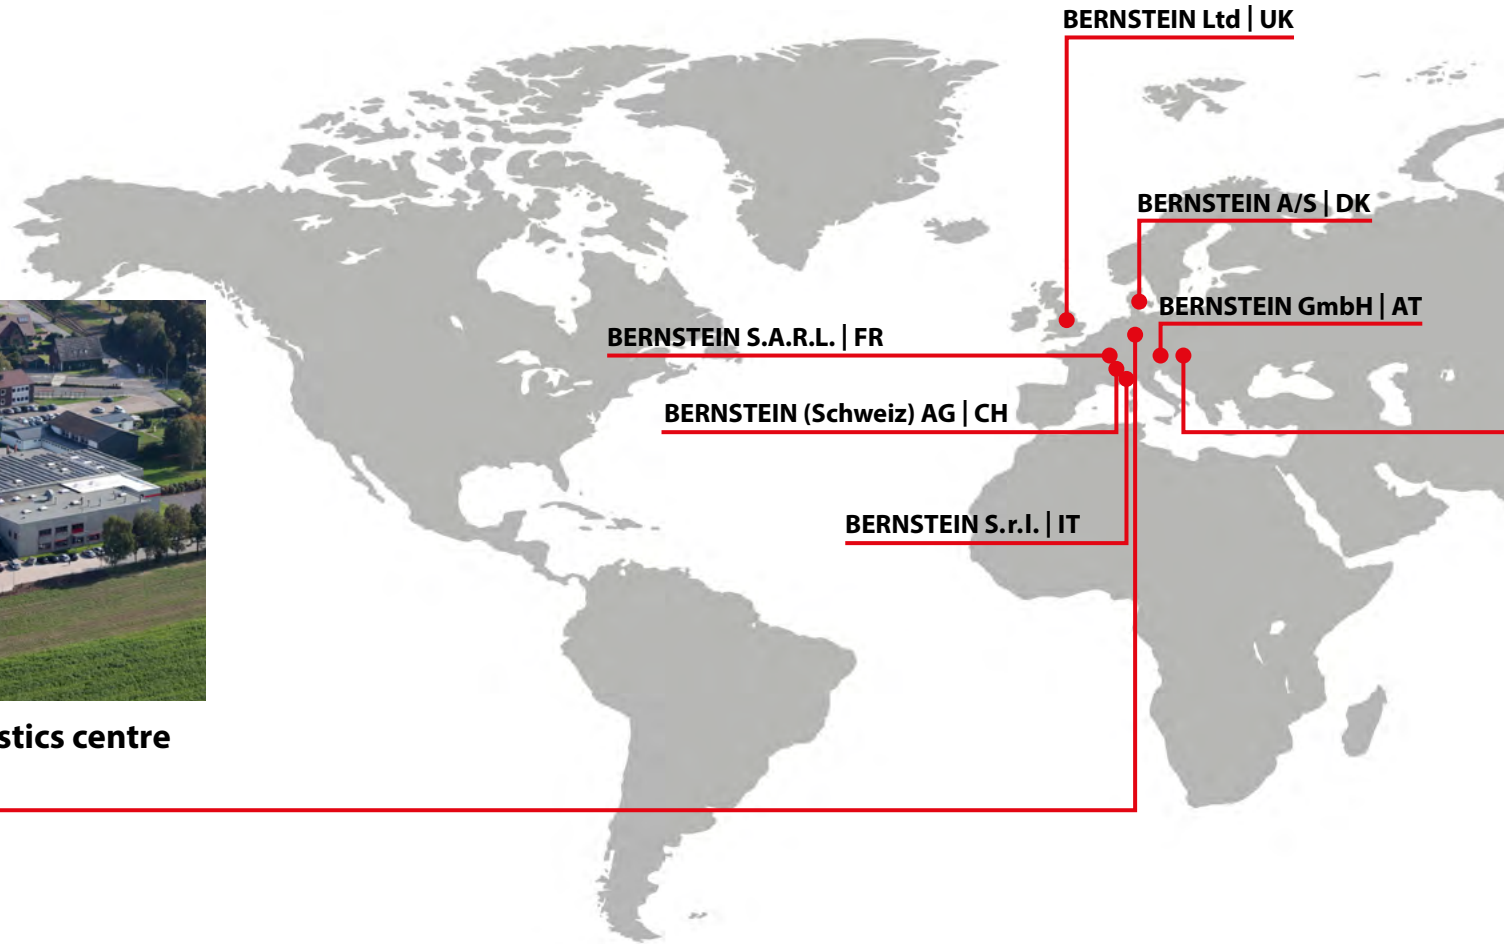 BERNSTEIN Ltd | UK
BERNSTEIN A/S | DK
BERNSTEIN GmbH | AT
BERNSTEIN S.A.R.L. | FR
BERNSTEIN (Schweiz) AG | CH
BERNSTEIN S.r.l. | IT
stics centre